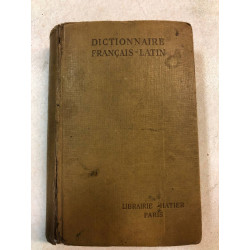 DICTIONNAIRE
FRANÇAIS-LATIN
LIBRAIRIE HATIER
PARIS